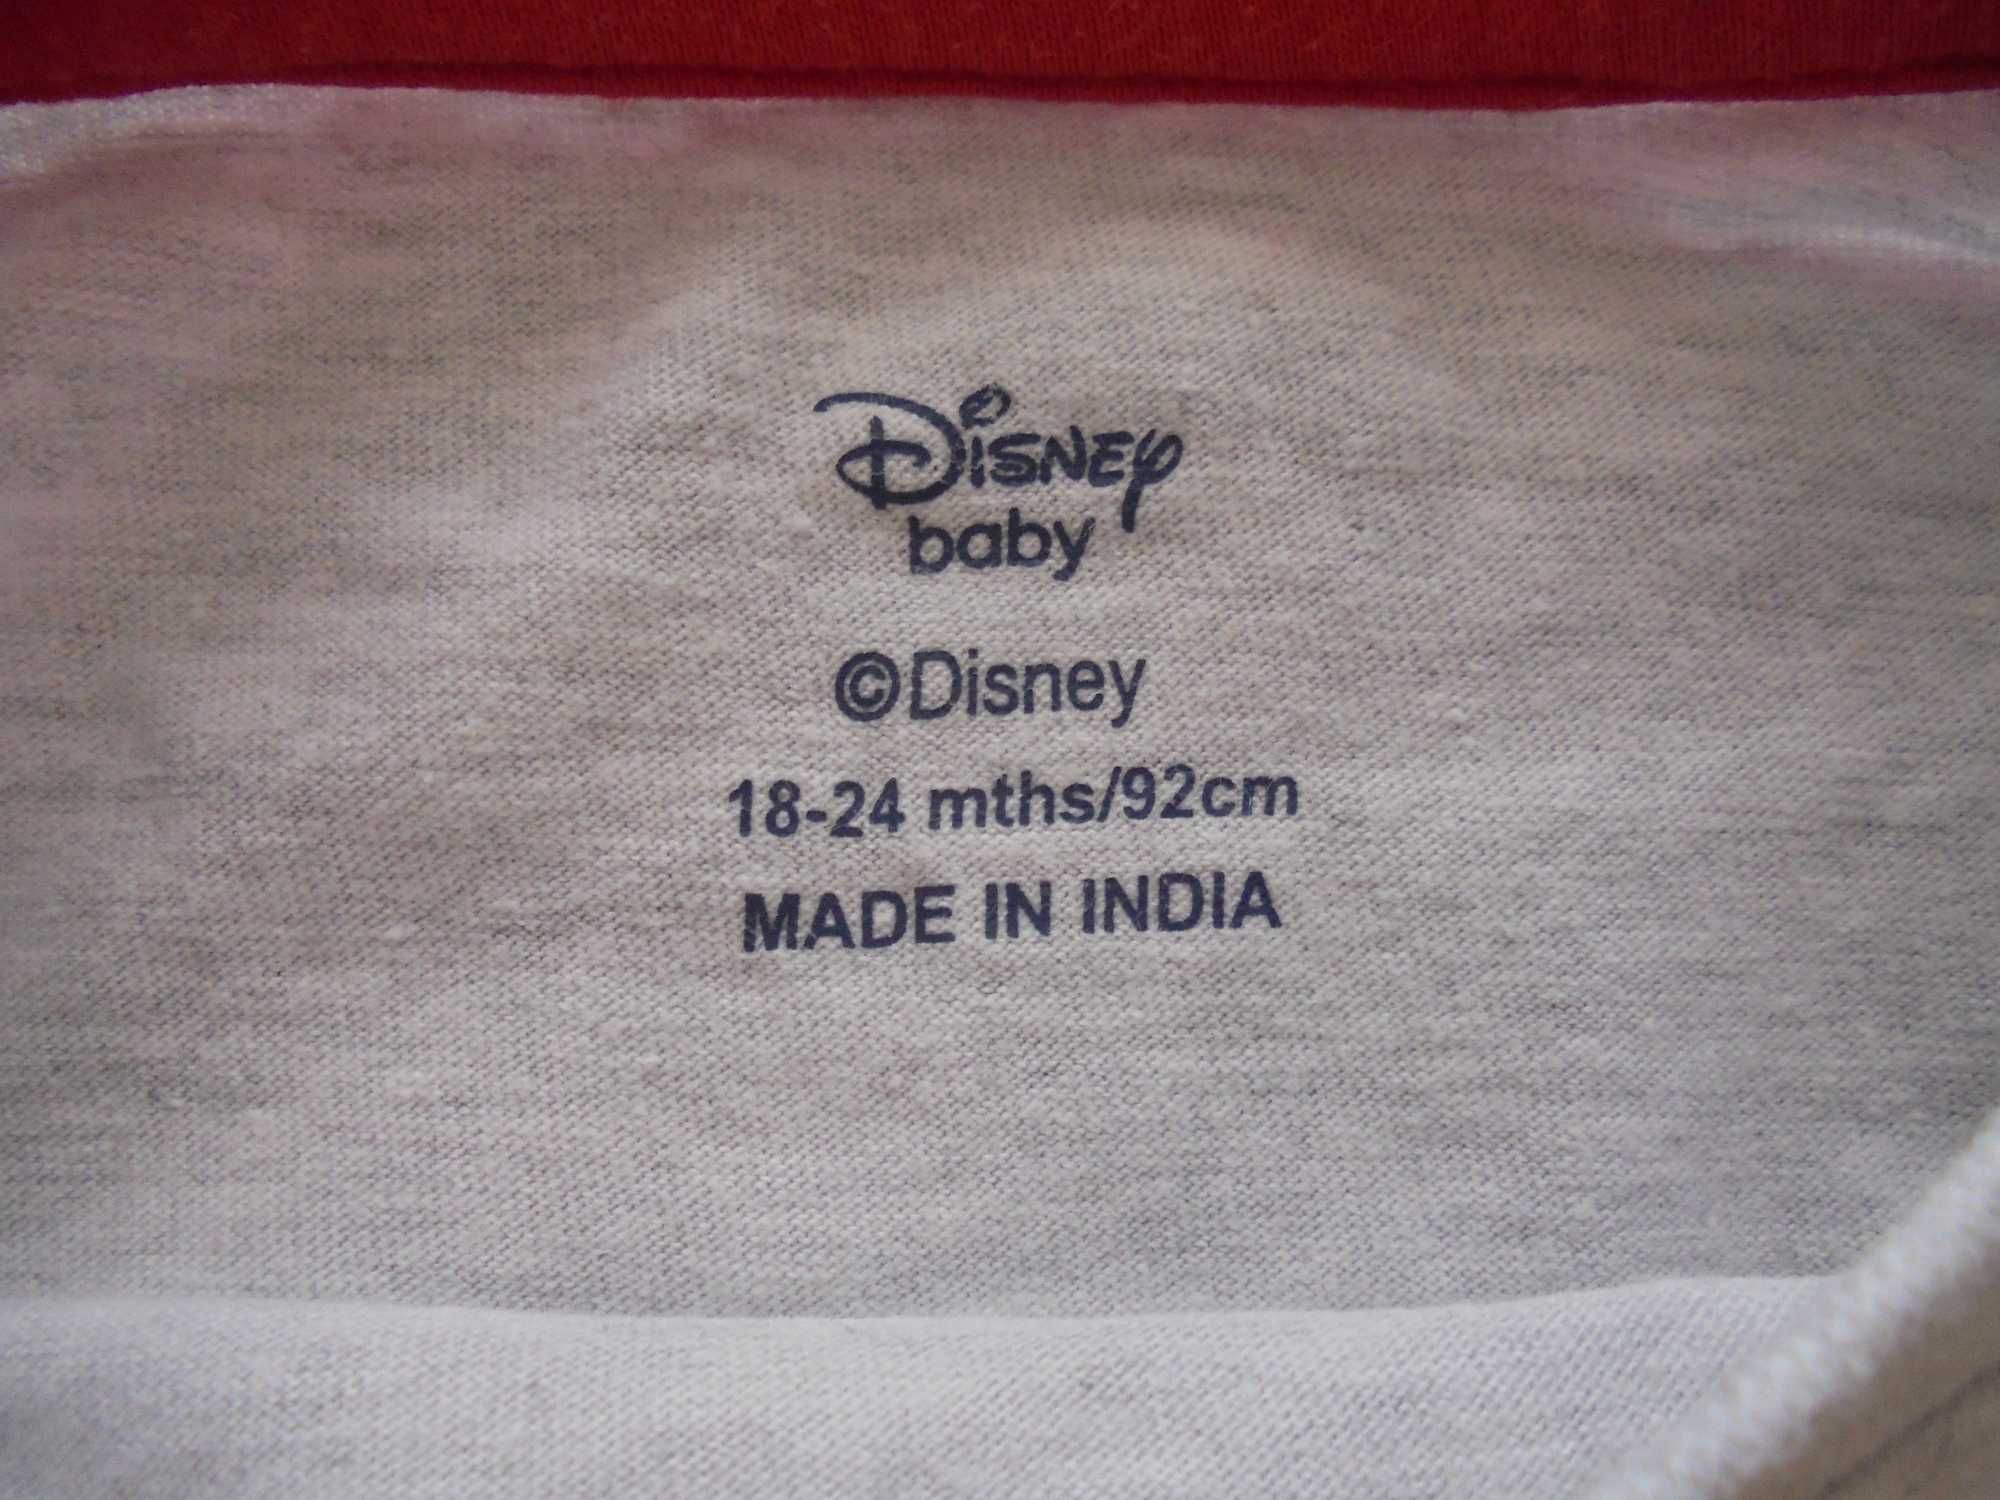 Disney
baby
©Disney
18-24 mths/92cm
MADE IN INDIA